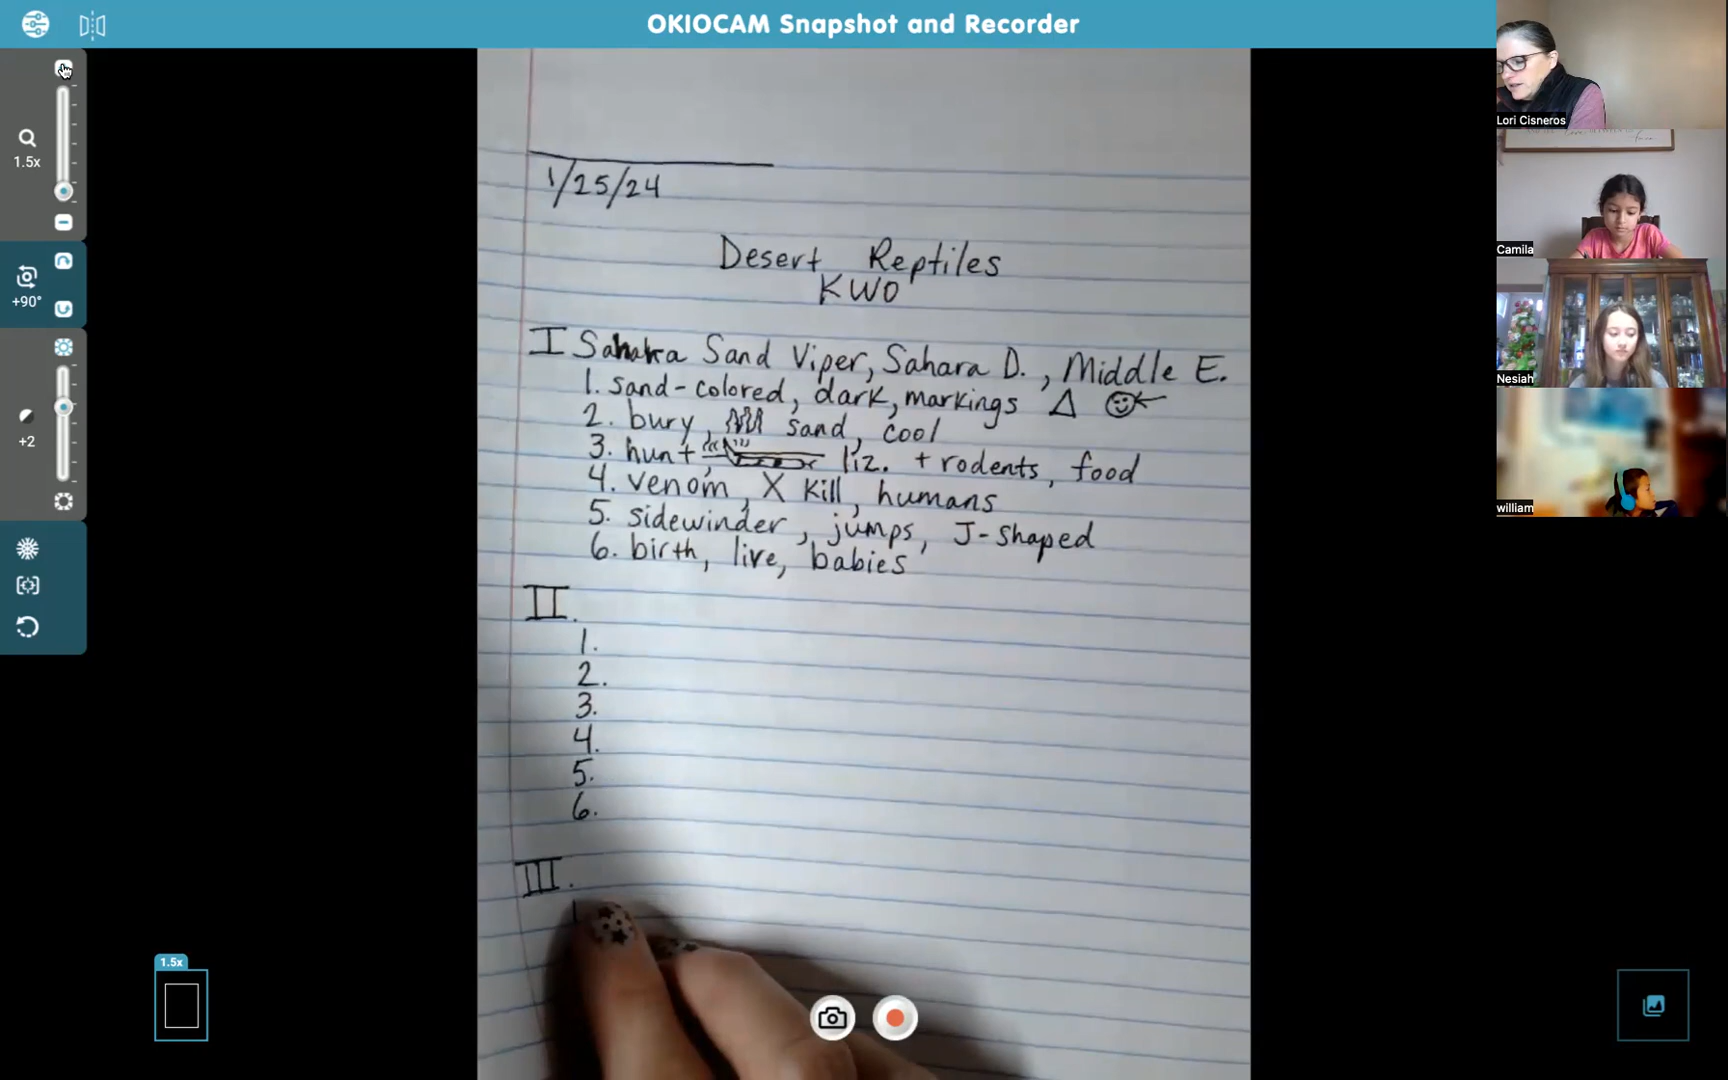 OKIOCAM Snapshot and Recorder
1.5x
+90°
+2
1.5x
1/25/24
Desert Reptiles
KWO
I Sahara Sand Viper, Sahara D., Middle E.
1. sand-colored, dark, markings
2. bury, sand, cool
3. hunt, liz. + rodents, food
4. venom, X kill, humans
5. sidewinder, jumps, J-shaped
6. birth, live, babies
II.
1.
2.
3.
4.
5.
6.
III.
1
Lori Cisneros
Camila
Nesiah
william